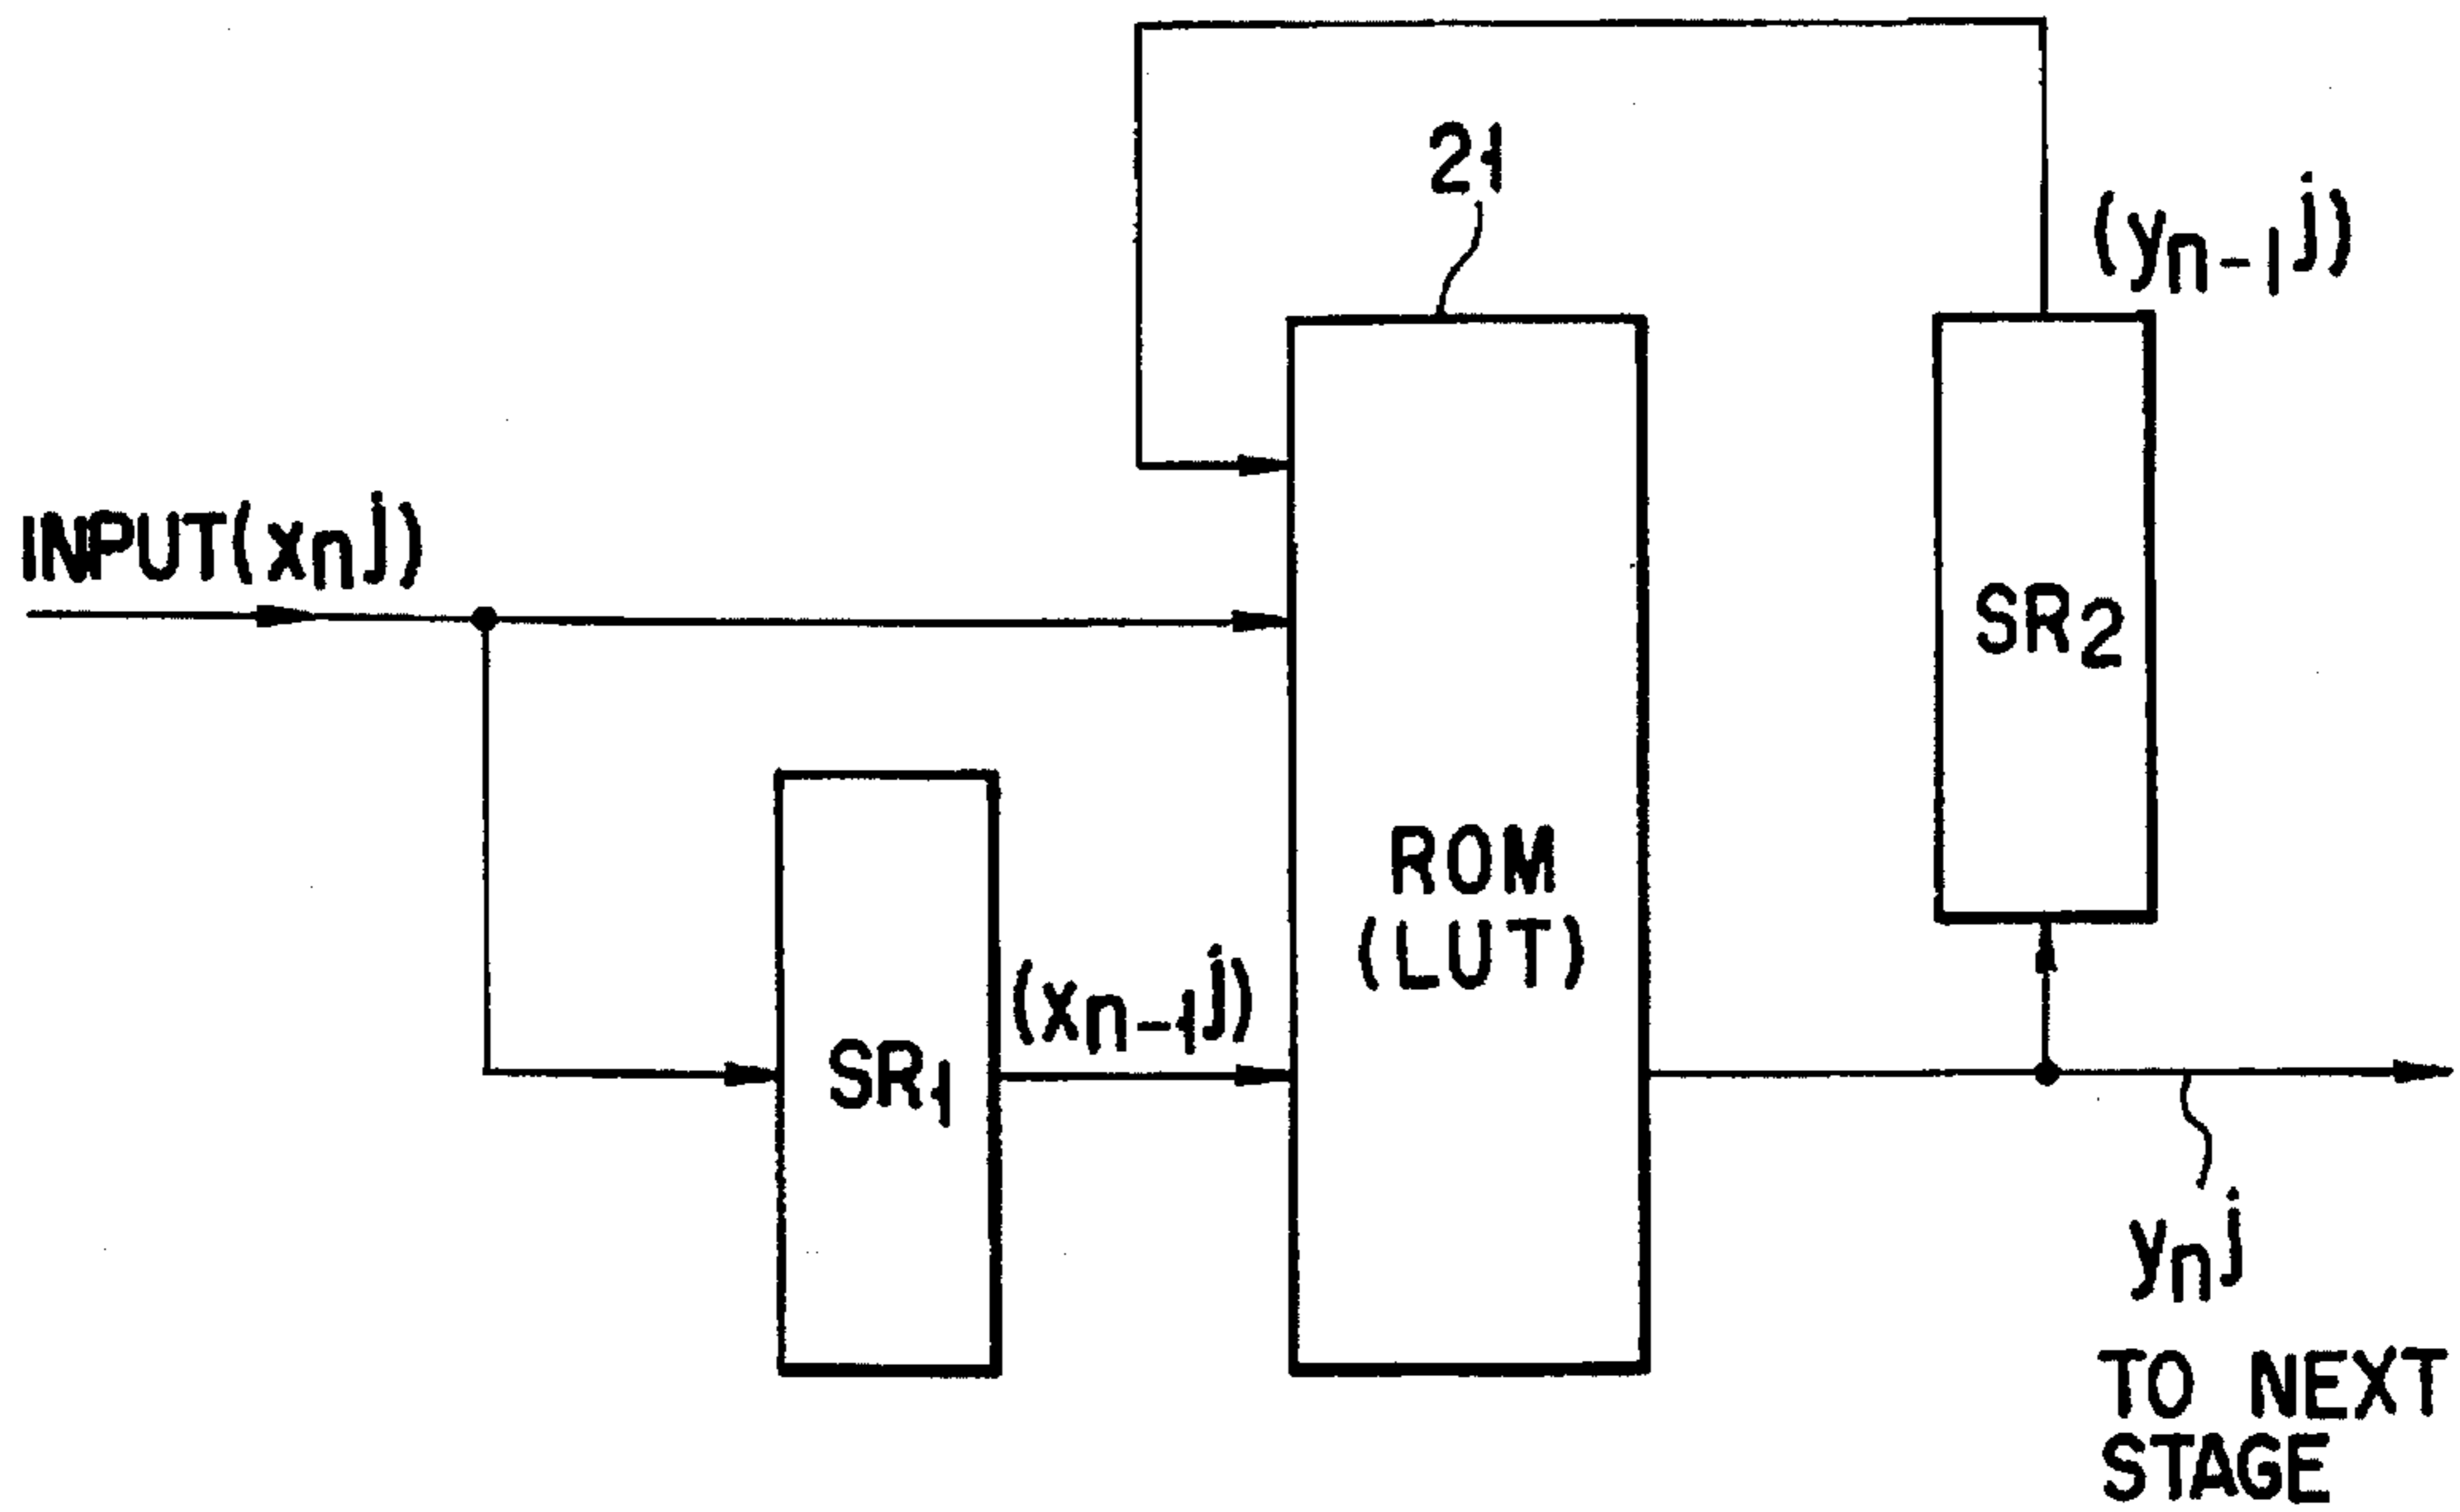 21
(yn-1j)
INPUT(xnj)
SR2
ROM
(LUT)
(xn-1j)
SR1
ynj
TO NEXT
STAGE